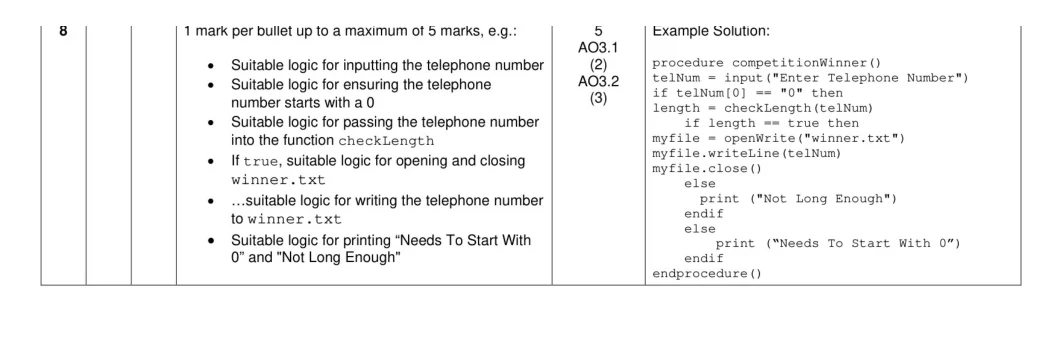 8
1 mark per bullet up to a maximum of 5 marks, e.g.:
• Suitable logic for inputting the telephone number
• Suitable logic for ensuring the telephone
number starts with a 0
• Suitable logic for passing the telephone number
into the function checkLength
• If true, suitable logic for opening and closing
winner.txt
• …suitable logic for writing the telephone number
to winner.txt
• Suitable logic for printing “Needs To Start With
0” and "Not Long Enough"
5
AO3.1
(2)
AO3.2
(3)
Example Solution:
procedure competitionWinner()
telNum = input("Enter Telephone Number")
if telNum[0] == "0" then
length = checkLength(telNum)
if length == true then
myfile = openWrite("winner.txt")
myfile.writeLine(telNum)
myfile.close()
else
print ("Not Long Enough")
endif
else
print (“Needs To Start With 0”)
endif
endprocedure()